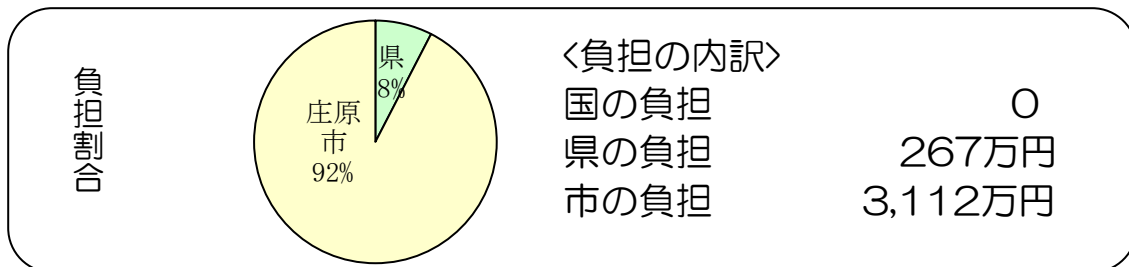 負担割合
県
8%
庄原
市
92%
<負担の内訳>
国の負担 0
県の負担 267万円
市の負担 3,112万円